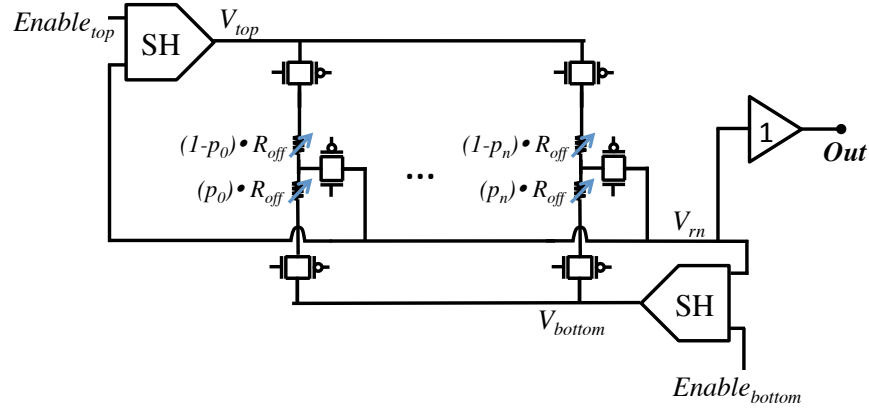 Enable_top
SH
V_top
(1-p_0) • R_off
(p_0) • R_off
...
(1-p_n) • R_off
(p_n) • R_off
1
Out
V_rn
SH
V_bottom
Enable_bottom